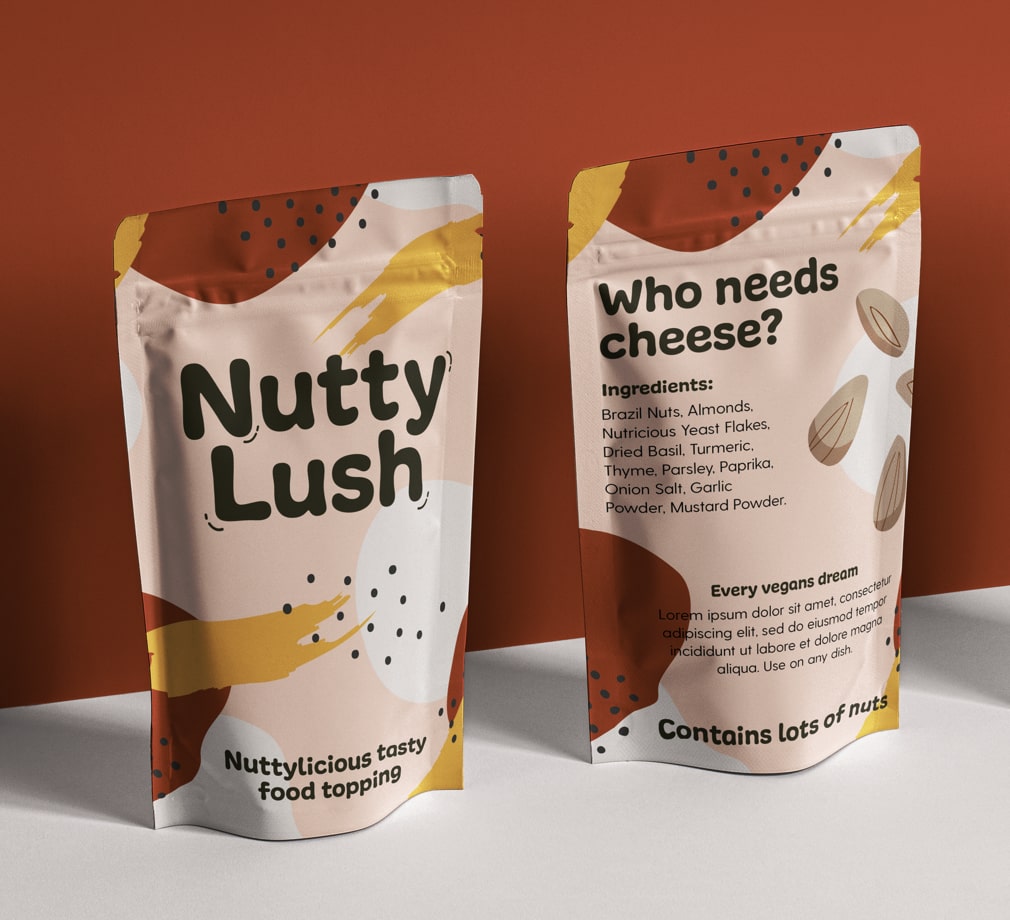 Nutty
Lush
Nuttylicious tasty
food topping
Who needs
cheese?
Ingredients:
Brazil Nuts, Almonds,
Nutricious Yeast Flakes,
Dried Basil, Turmeric,
Thyme, Parsley, Paprika,
Onion Salt, Garlic
Powder, Mustard Powder.
Every vegans dream
Lorem ipsum dolor sit amet, consectetur
adipiscing elit, sed do eiusmod tempor
incididunt ut labore et dolore magna
aliqua. Use on any dish.
Contains lots of nuts